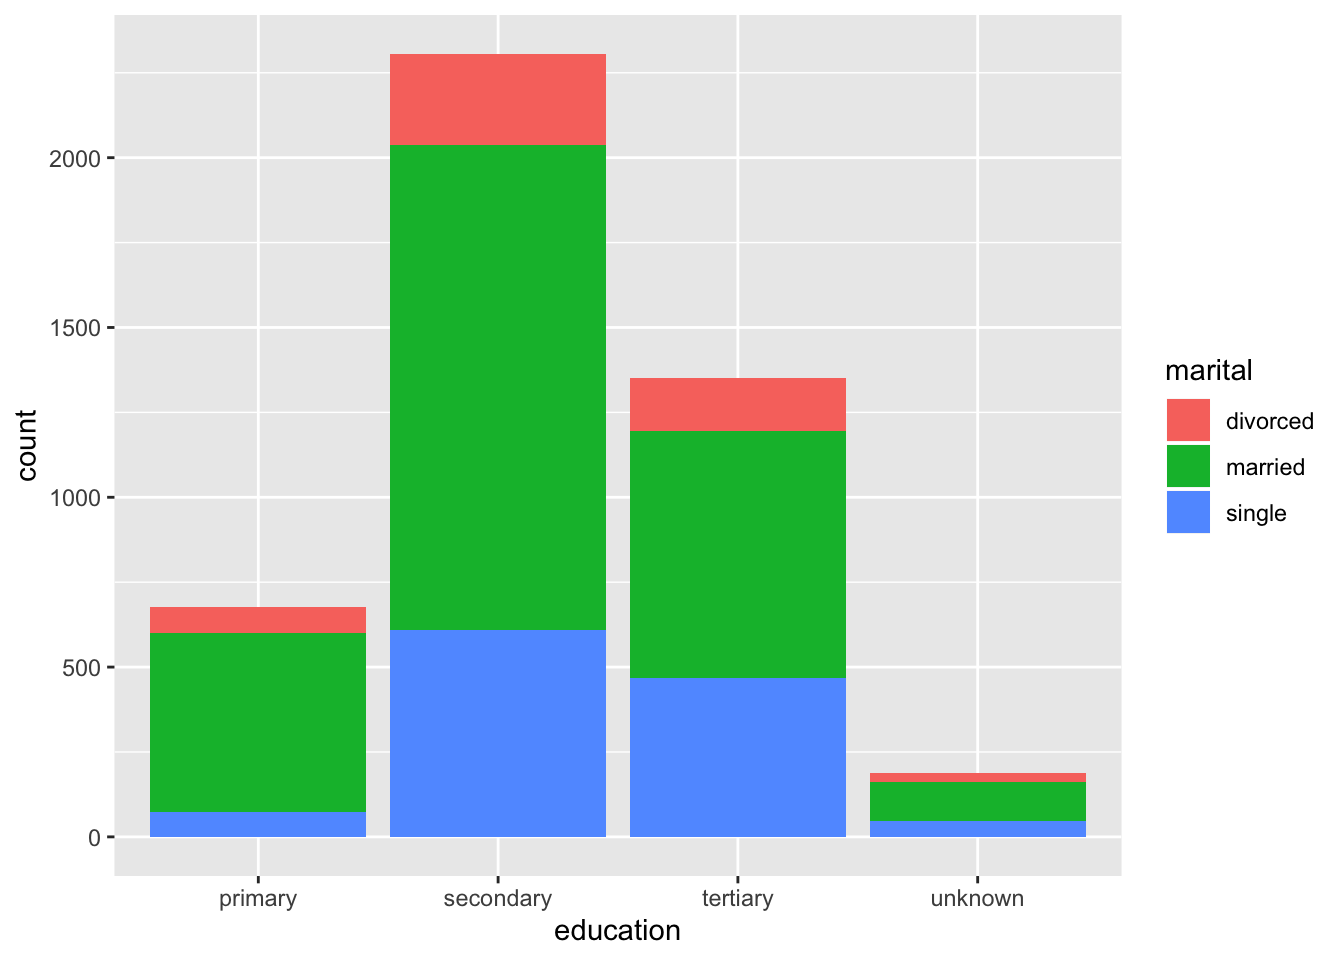 count
2000
1500
1000
500
0
primary secondary tertiary unknown
education
marital
divorced
married
single